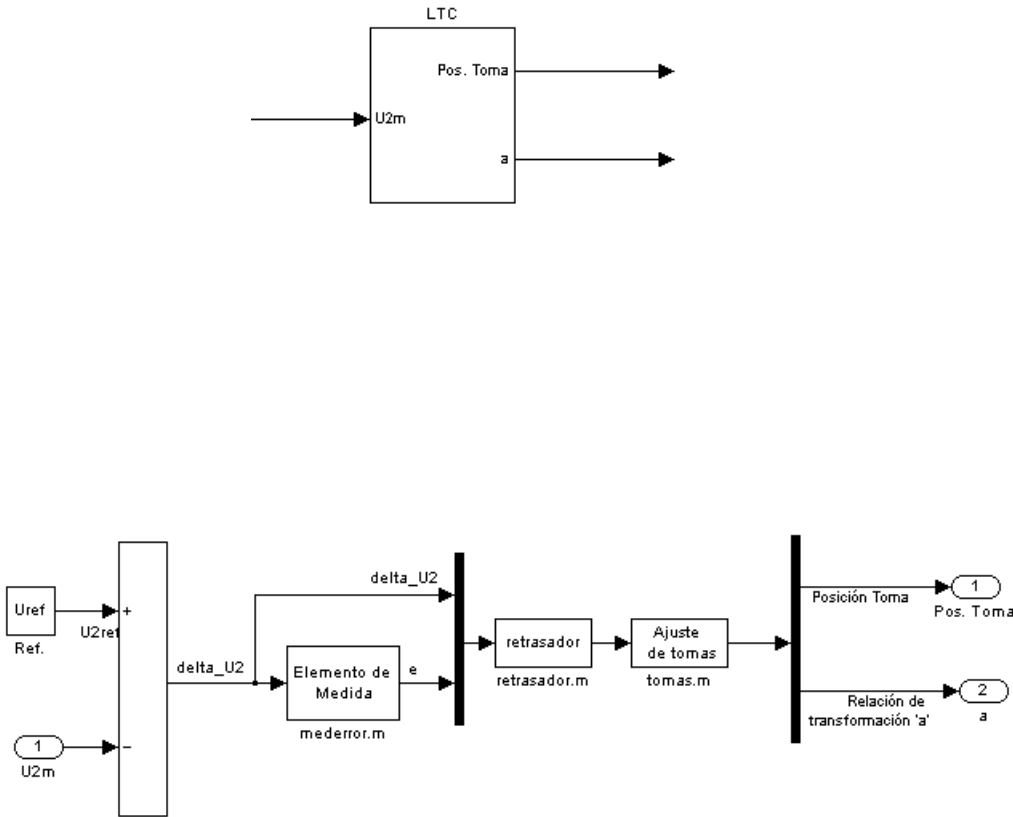 LTC
Pos. Toma
U2m
a
Uref
Ref.
+
U2ref
−
1
U2m
delta_U2
delta_U2
Elemento de
Medida
mederror.m
e
retrasador
retrasador.m
Ajuste
de tomas
tomas.m
Posición Toma
1
Pos. Toma
Relación de
transformación 'a'
2
a